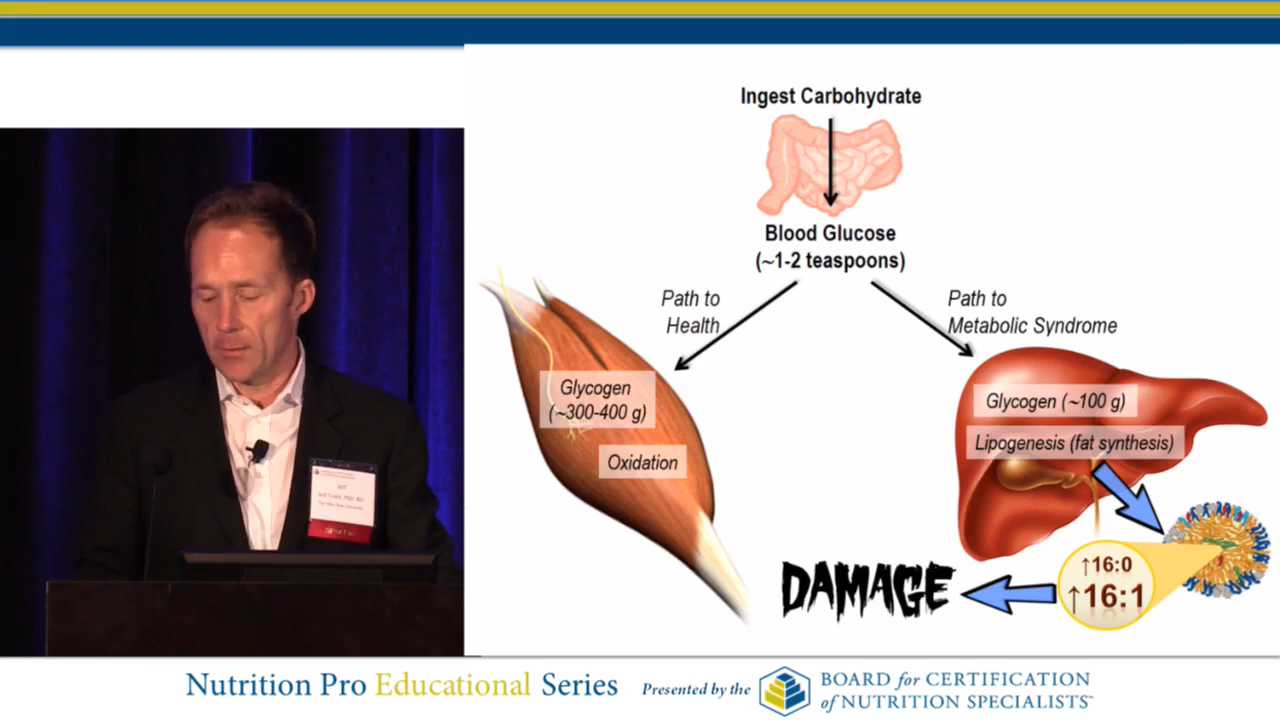 Ingest Carbohydrate
Blood Glucose
(~1-2 teaspoons)
Path to
Health
Path to
Metabolic Syndrome
Glycogen
(~300-400 g)
Oxidation
Glycogen (~100 g)
Lipogenesis (fat synthesis)
↑16:0
↑16:1
DAMAGE
Jeff
Nutrition Pro Educational Series
Presented by the
BOARD for CERTIFICATION
of NUTRITION SPECIALISTS™